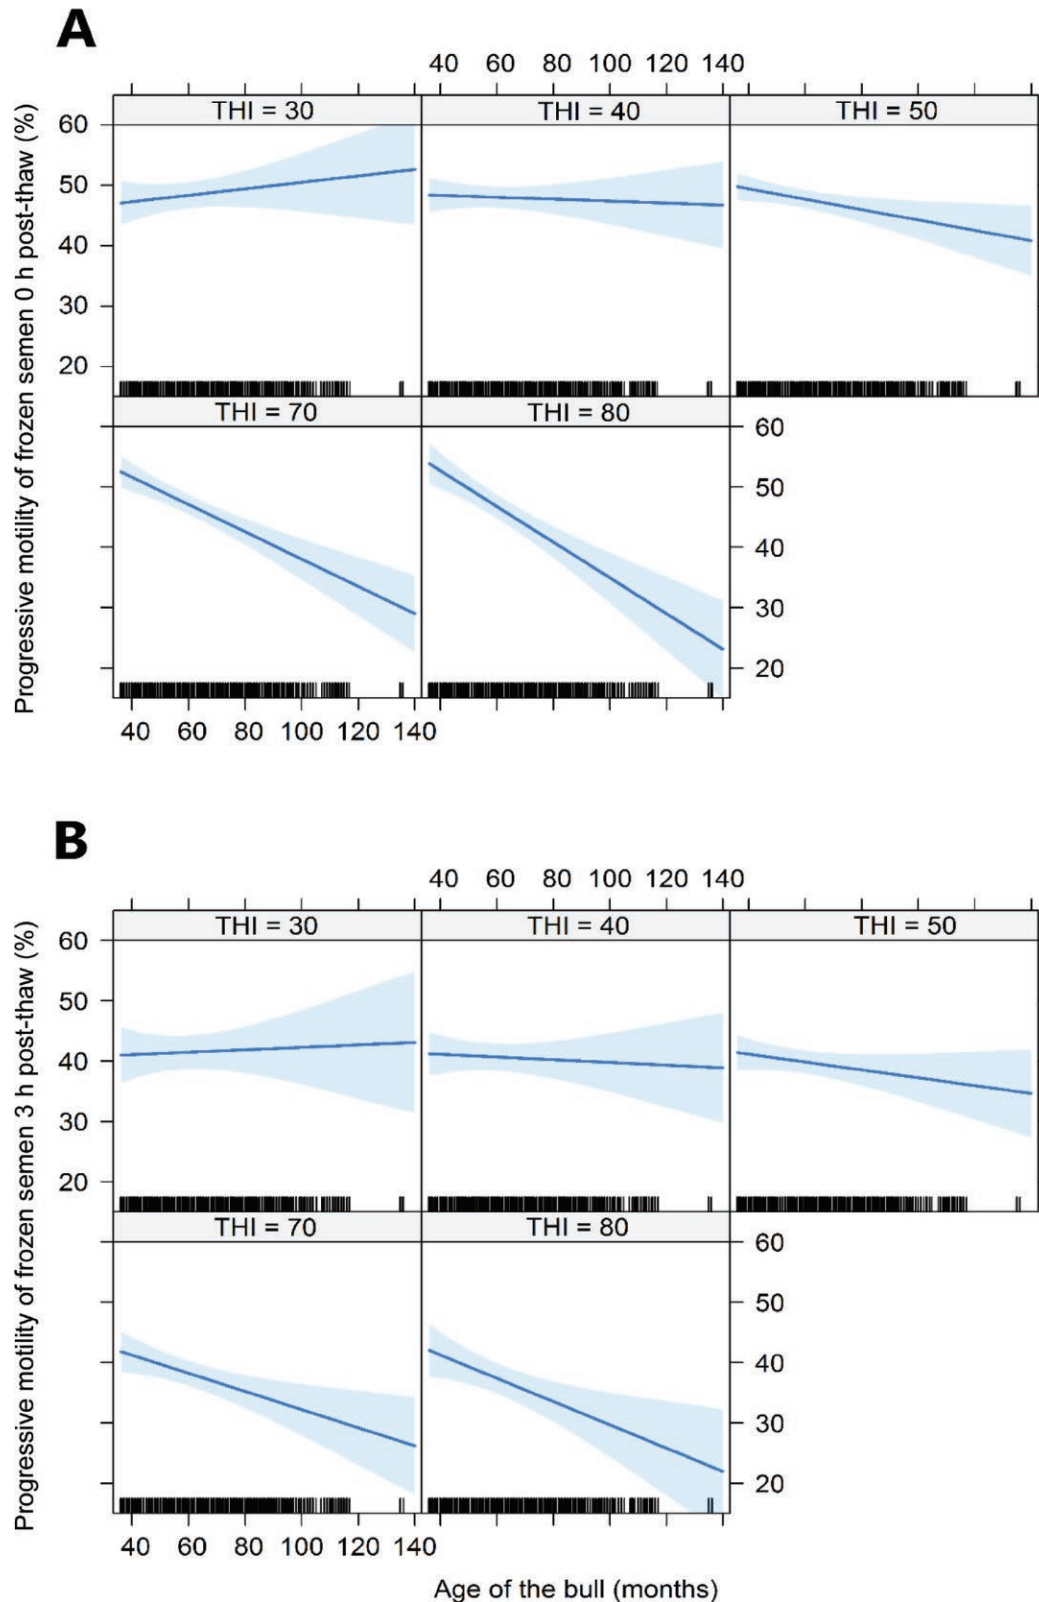 A
40 60 80 100 120 140
THI = 30 THI = 40 THI = 50
Progressive motility of frozen semen 0 h post-thaw (%)
60
50
40
30
20
THI = 70 THI = 80
60
50
40
30
20
40 60 80 100 120 140
B
40 60 80 100 120 140
THI = 30 THI = 40 THI = 50
Progressive motility of frozen semen 3 h post-thaw (%)
60
50
40
30
20
THI = 70 THI = 80
60
50
40
30
20
40 60 80 100 120 140
Age of the bull (months)